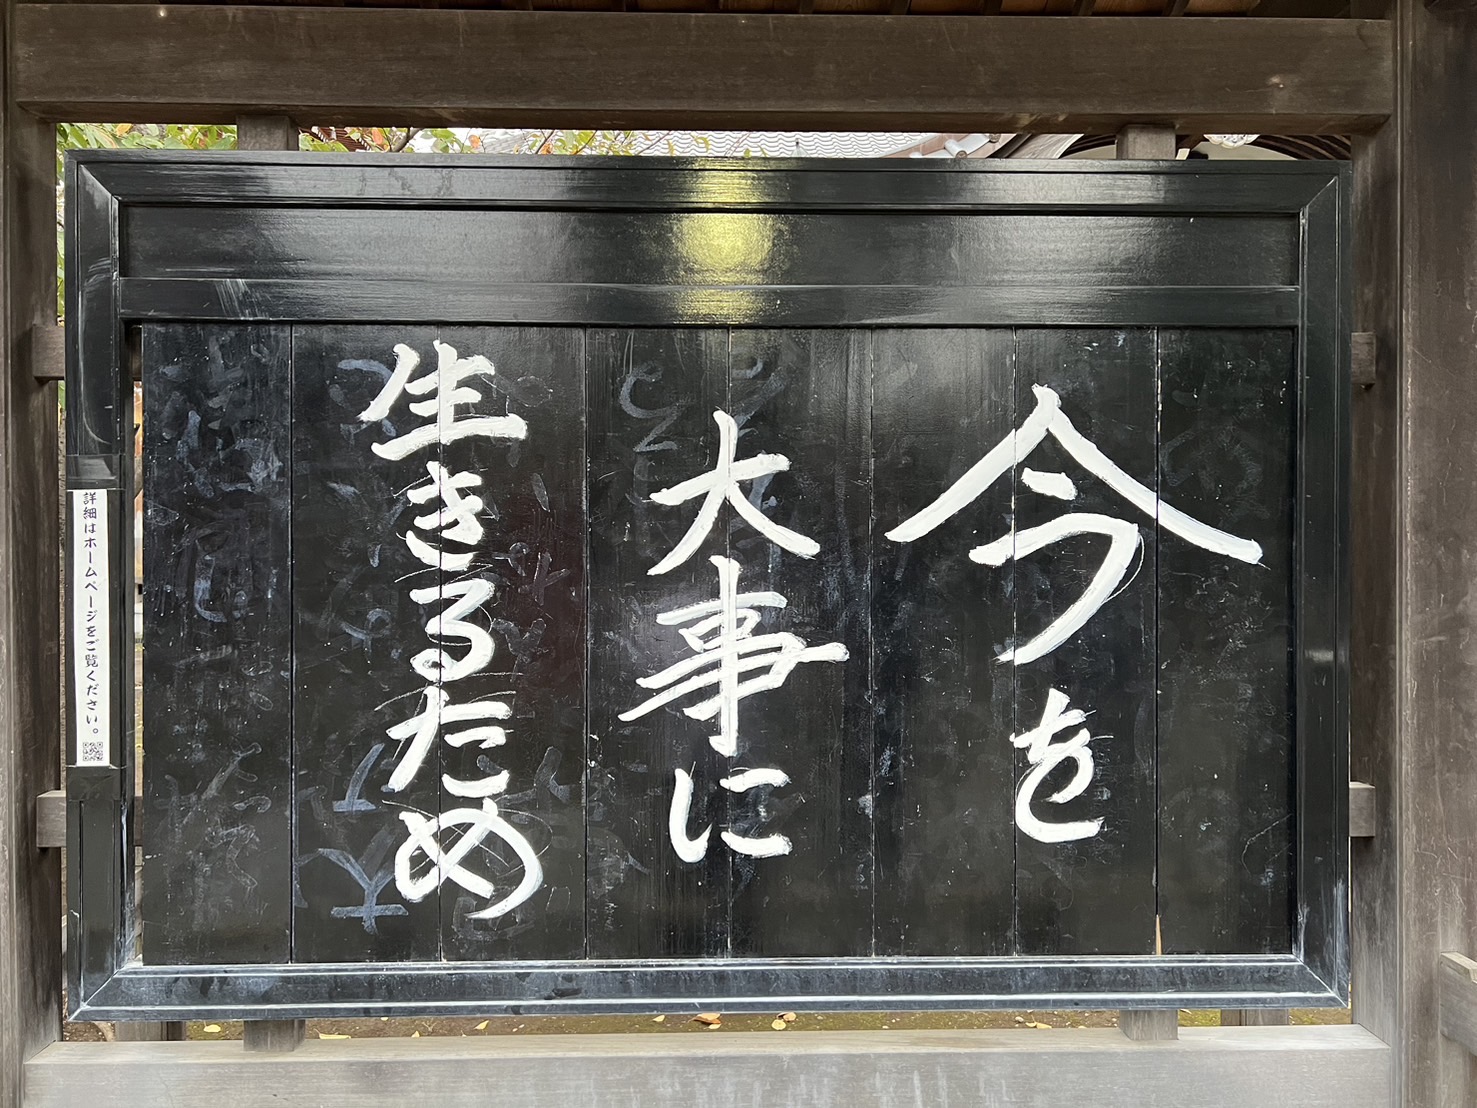 今を
大事に
生きるため
詳細はホームページをご覧ください。